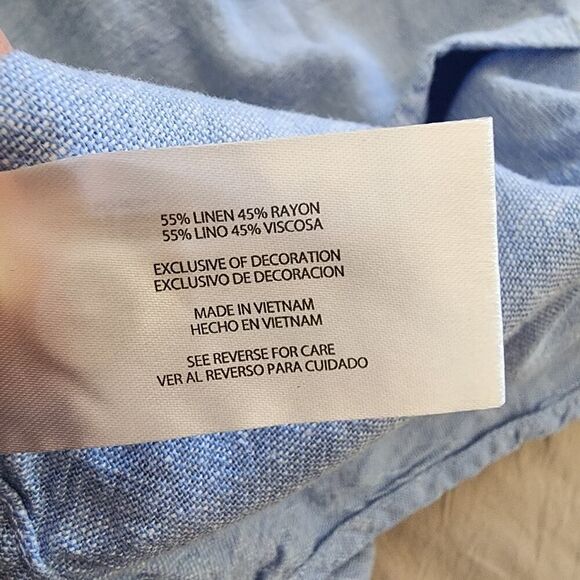 55% LINEN 45% RAYON
55% LINO 45% VISCOSA
EXCLUSIVE OF DECORATION
EXCLUSIVO DE DECORACION
MADE IN VIETNAM
HECHO EN VIETNAM
SEE REVERSE FOR CARE
VER AL REVERSO PARA CUIDADO